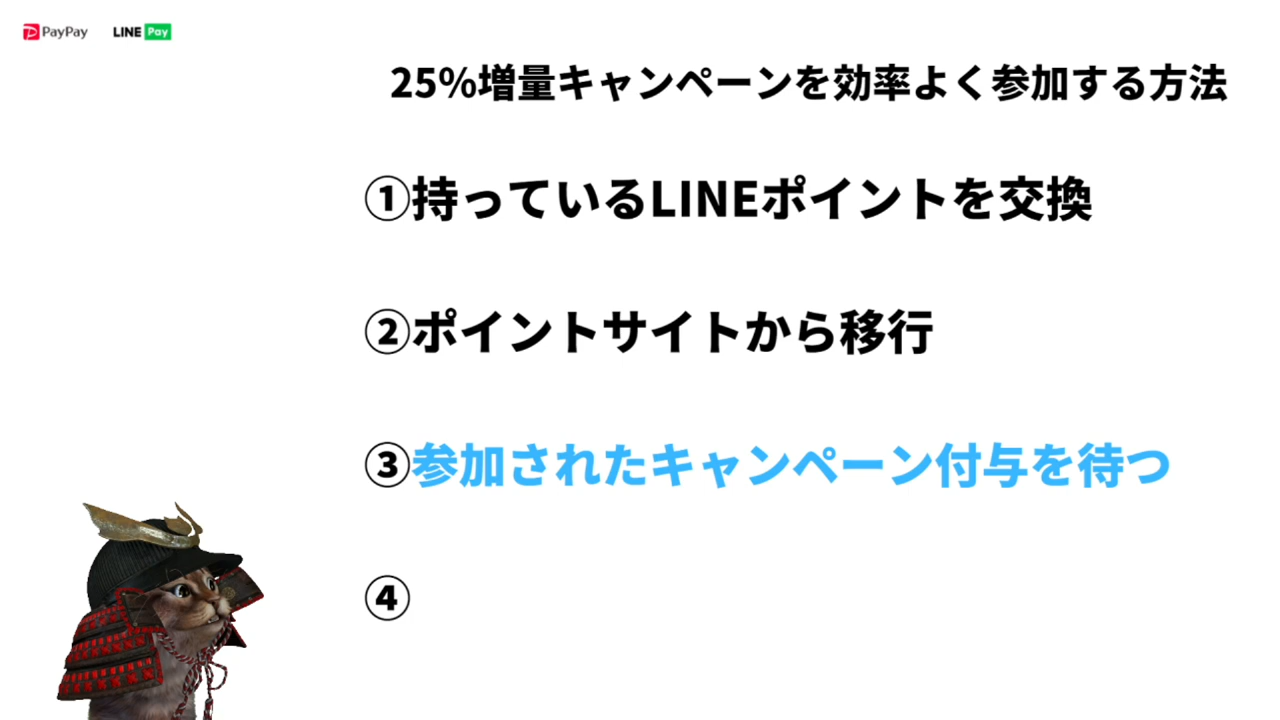 PayPay LINE Pay
25%増量キャンペーンを効率よく参加する方法
①持っているLINEポイントを交換
②ポイントサイトから移行
③参加されたキャンペーン付与を待つ
④